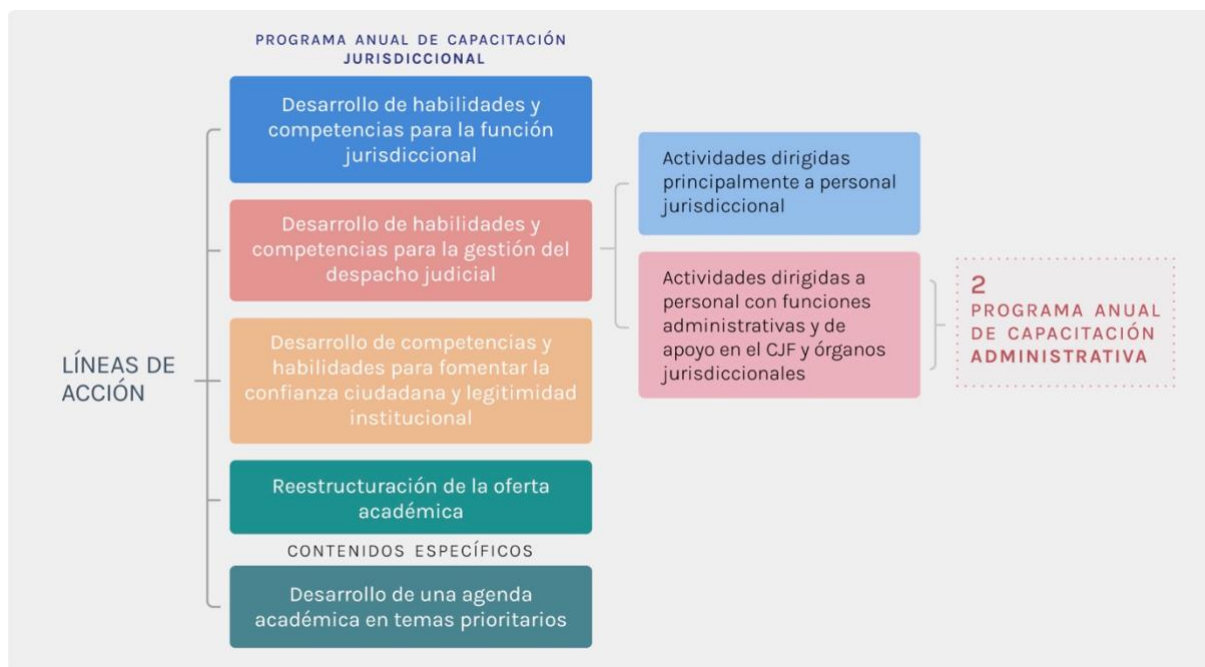 PROGRAMA ANUAL DE CAPACITACIÓN
JURISDICCIONAL
Desarrollo de habilidades y
competencias para la función
jurisdiccional
Desarrollo de habilidades y
competencias para la gestión del
despacho judicial
Desarrollo de competencias y
habilidades para fomentar la
confianza ciudadana y legitimidad
institucional
Reestructuración de la oferta
académica
CONTENIDOS ESPECÍFICOS
Desarrollo de una agenda
académica en temas prioritarios
LÍNEAS DE
ACCIÓN
Actividades dirigidas
principalmente a personal
jurisdiccional
Actividades dirigidas a
personal con funciones
administrativas y de
apoyo en el CJF y órganos
jurisdiccionales
2
PROGRAMA ANUAL
DE CAPACITACIÓN
ADMINISTRATIVA